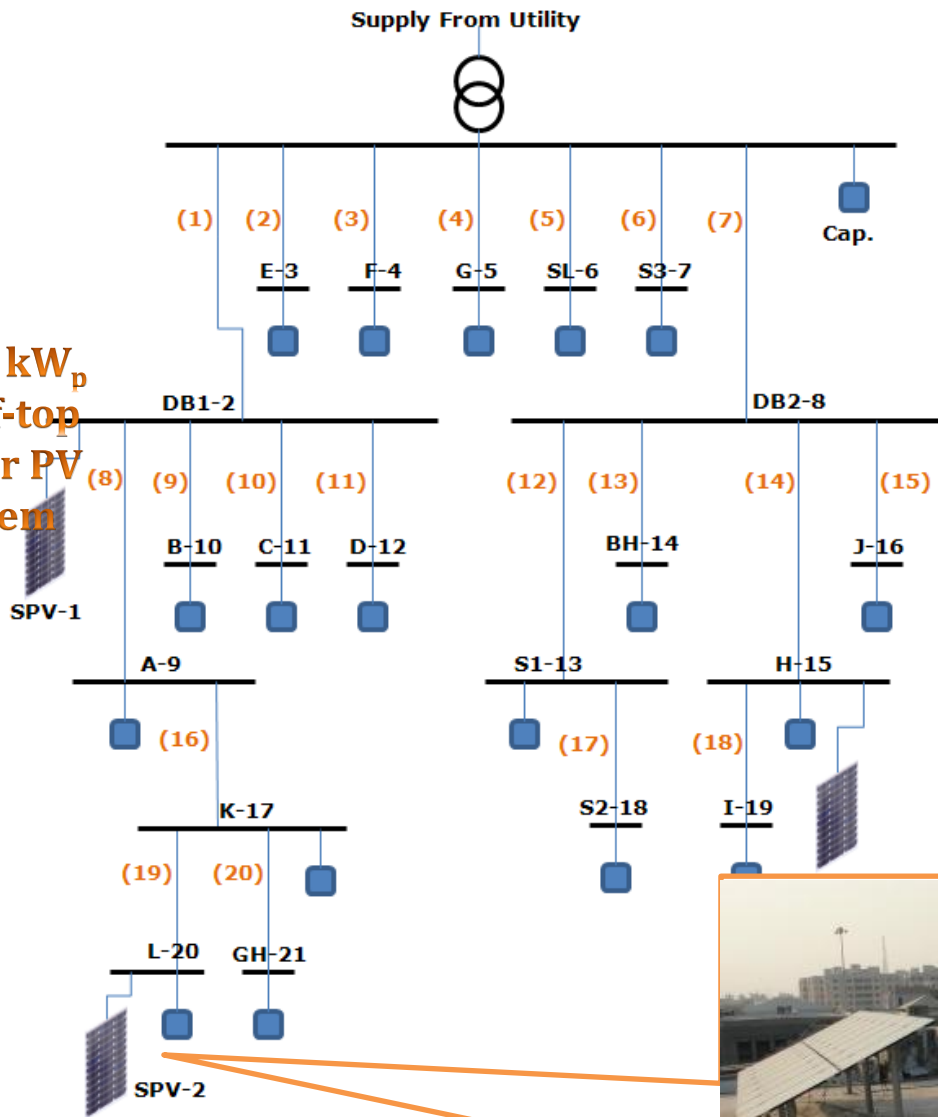 Supply From Utility
(1) (2) (3) (4) (5) (6) (7)
Cap.
E-3 F-4 G-5 SL-6 S3-7
kWp
f-top
r PV
em
DB1-2 DB2-8
(8) (9) (10) (11) (12) (13) (14) (15)
B-10 C-11 D-12 BH-14 J-16
SPV-1
A-9 S1-13 H-15
(16) (17) (18)
K-17 S2-18 I-19
(19) (20)
L-20 GH-21
SPV-2